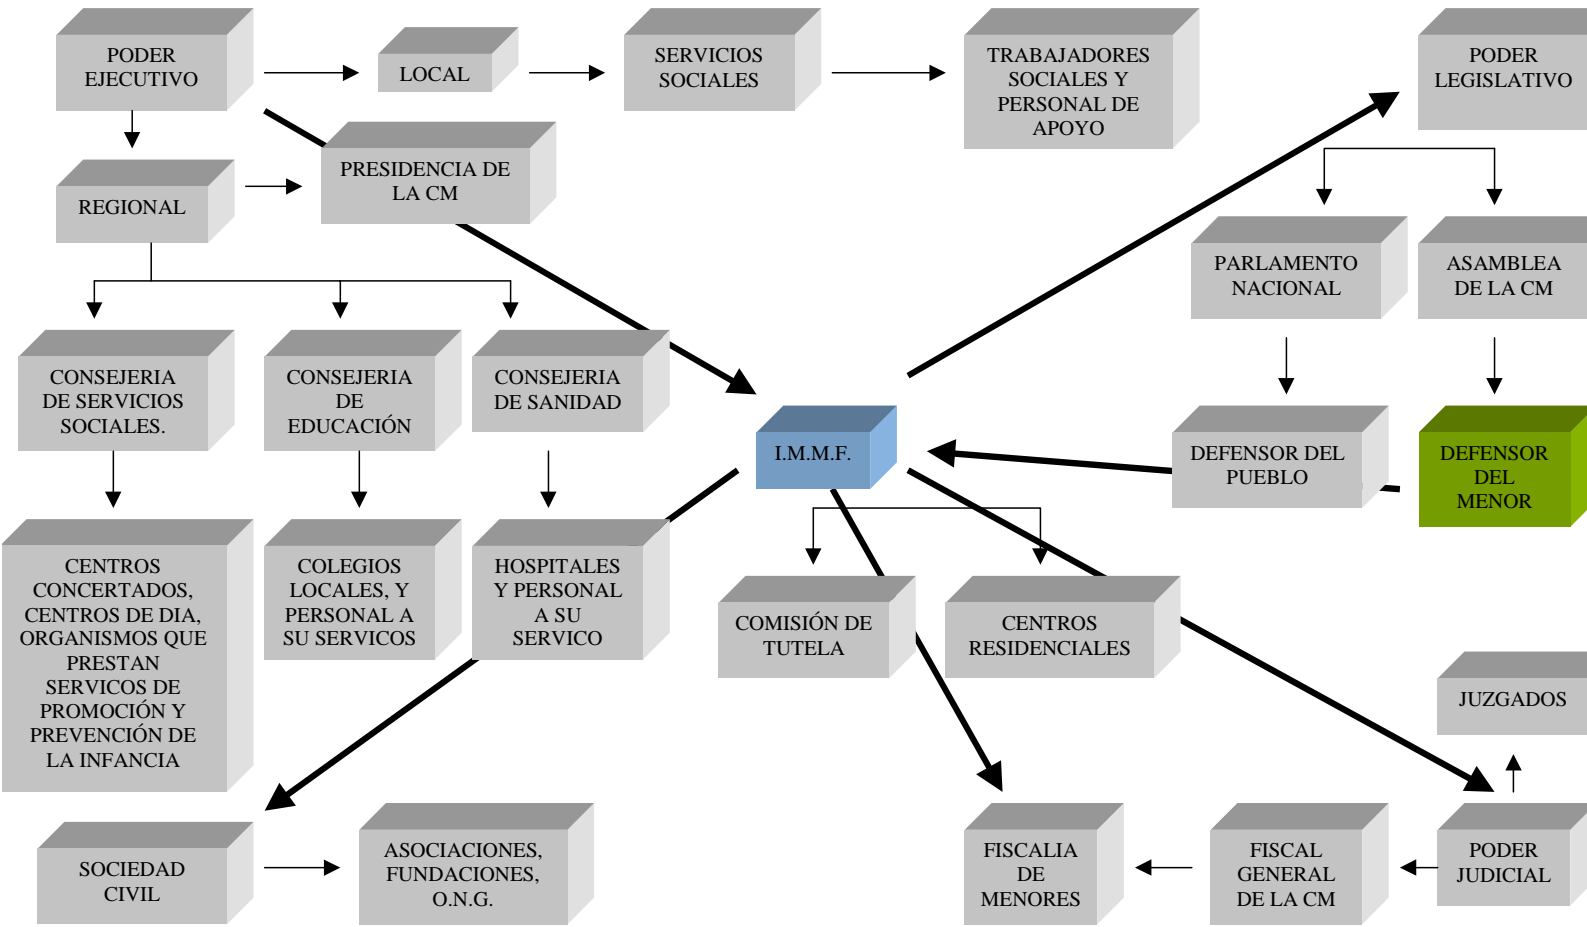 PODER
EJECUTIVO
LOCAL
SERVICIOS
SOCIALES
TRABAJADORES
SOCIALES Y
PERSONAL DE
APOYO
PODER
LEGISLATIVO
REGIONAL
PRESIDENCIA DE
LA CM
PARLAMENTO
NACIONAL
ASAMBLEA
DE LA CM
CONSEJERIA
DE SERVICIOS
SOCIALES.
CONSEJERIA
DE
EDUCACIÓN
CONSEJERIA
DE SANIDAD
I.M.M.F.
DEFENSOR DEL
PUEBLO
DEFENSOR
DEL
MENOR
CENTROS
CONCERTADOS,
CENTROS DE DIA,
ORGANISMOS QUE
PRESTAN
SERVICOS DE
PROMOCIÓN Y
PREVENCIÓN DE
LA INFANCIA
COLEGIOS
LOCALES, Y
PERSONAL A
SU SERVICOS
HOSPITALES
Y PERSONAL
A SU
SERVICO
COMISIÓN DE
TUTELA
CENTROS
RESIDENCIALES
JUZGADOS
SOCIEDAD
CIVIL
ASOCIACIONES,
FUNDACIONES,
O.N.G.
FISCALIA
DE
MENORES
FISCAL
GENERAL
DE LA CM
PODER
JUDICIAL